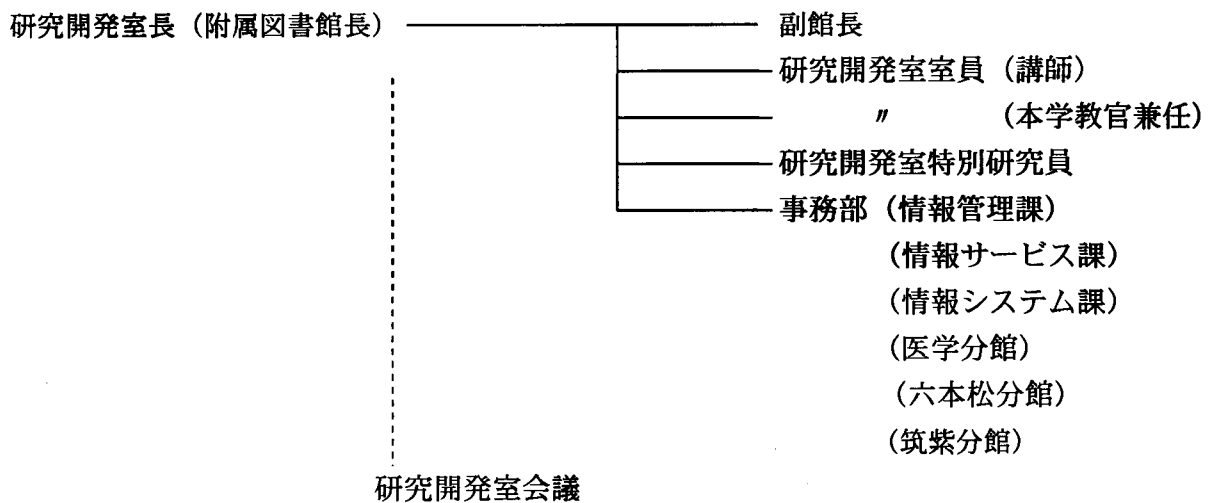 研究開発室長（附属図書館長）
副館長
研究開発室室員（講師）
〃　（本学教官兼任）
研究開発室特別研究員
事務部（情報管理課）
（情報サービス課）
（情報システム課）
（医学分館）
（六本松分館）
（筑紫分館）
研究開発室会議